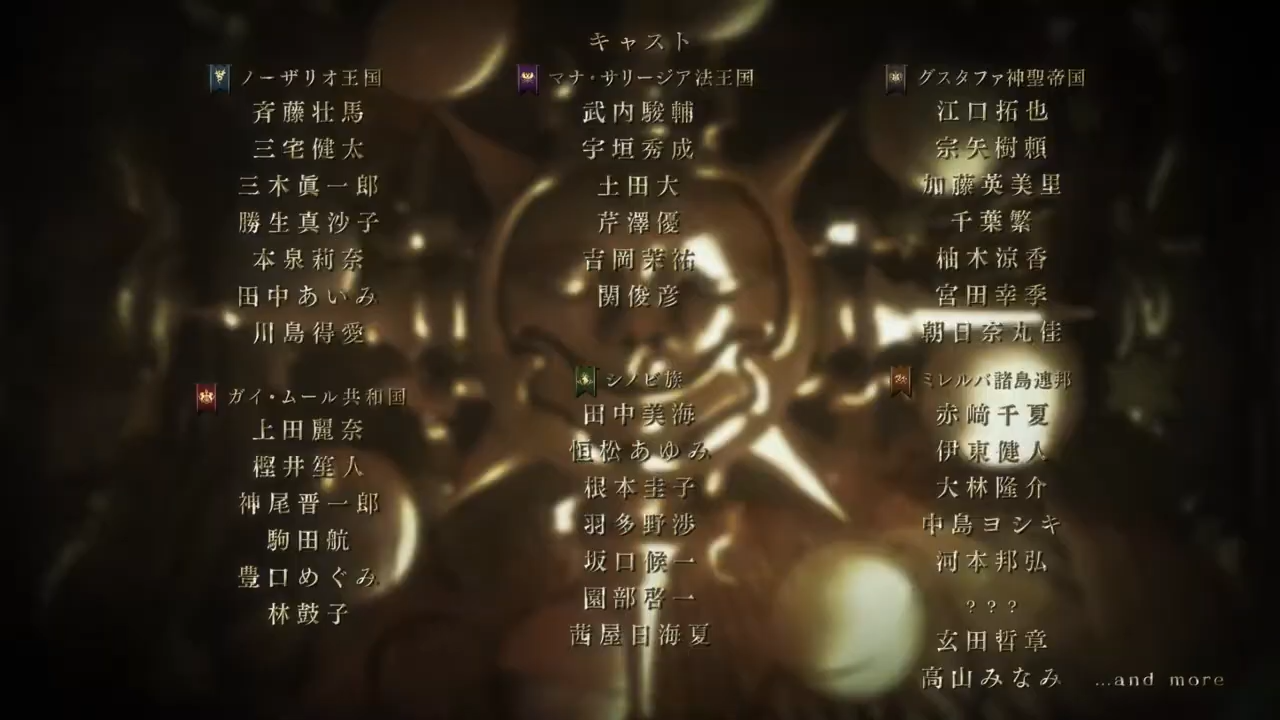 キャスト
ノーザリオ王国
斉藤壮馬
三宅健太
三木眞一郎
勝生真沙子
本泉莉奈
田中あいみ
川島得愛
マナ・サリージア法王国
武内駿輔
宇垣秀成
土田大
芹澤優
吉岡茉祐
関俊彦
グスタファ神聖帝国
江口拓也
宗矢樹頼
加藤英美里
千葉繁
柚木涼香
宮田幸季
朝日奈丸佳
ガイ・ムール共和国
上田麗奈
樫井笙人
神尾晋一郎
駒田航
豊口めぐみ
林鼓子
シノビ族
田中美海
恒松あゆみ
根本圭子
羽多野渉
坂口候一
園部啓一
茜屋日海夏
ミレルバ諸島連邦
赤﨑千夏
伊東健人
大林隆介
中島ヨシキ
河本邦弘
???
玄田哲章
高山みなみ
...and more